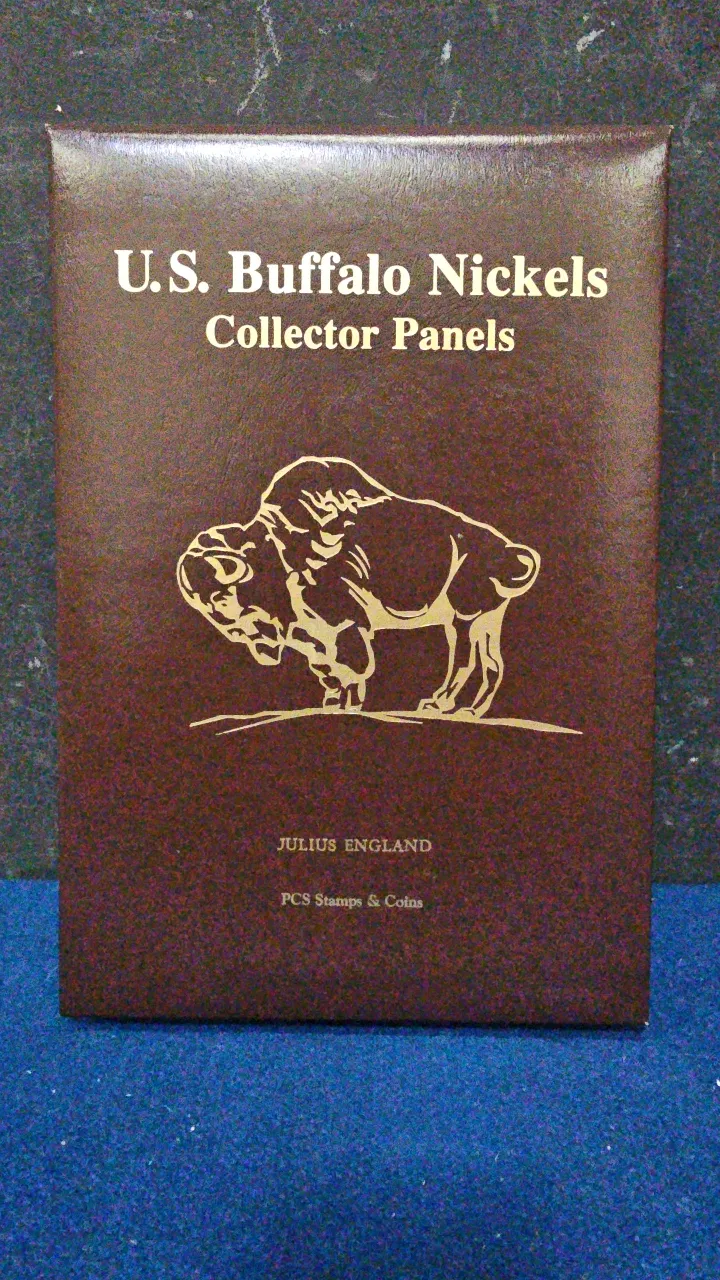 U.S. Buffalo Nickels
Collector Panels
JULIUS ENGLAND
PCS Stamps & Coins